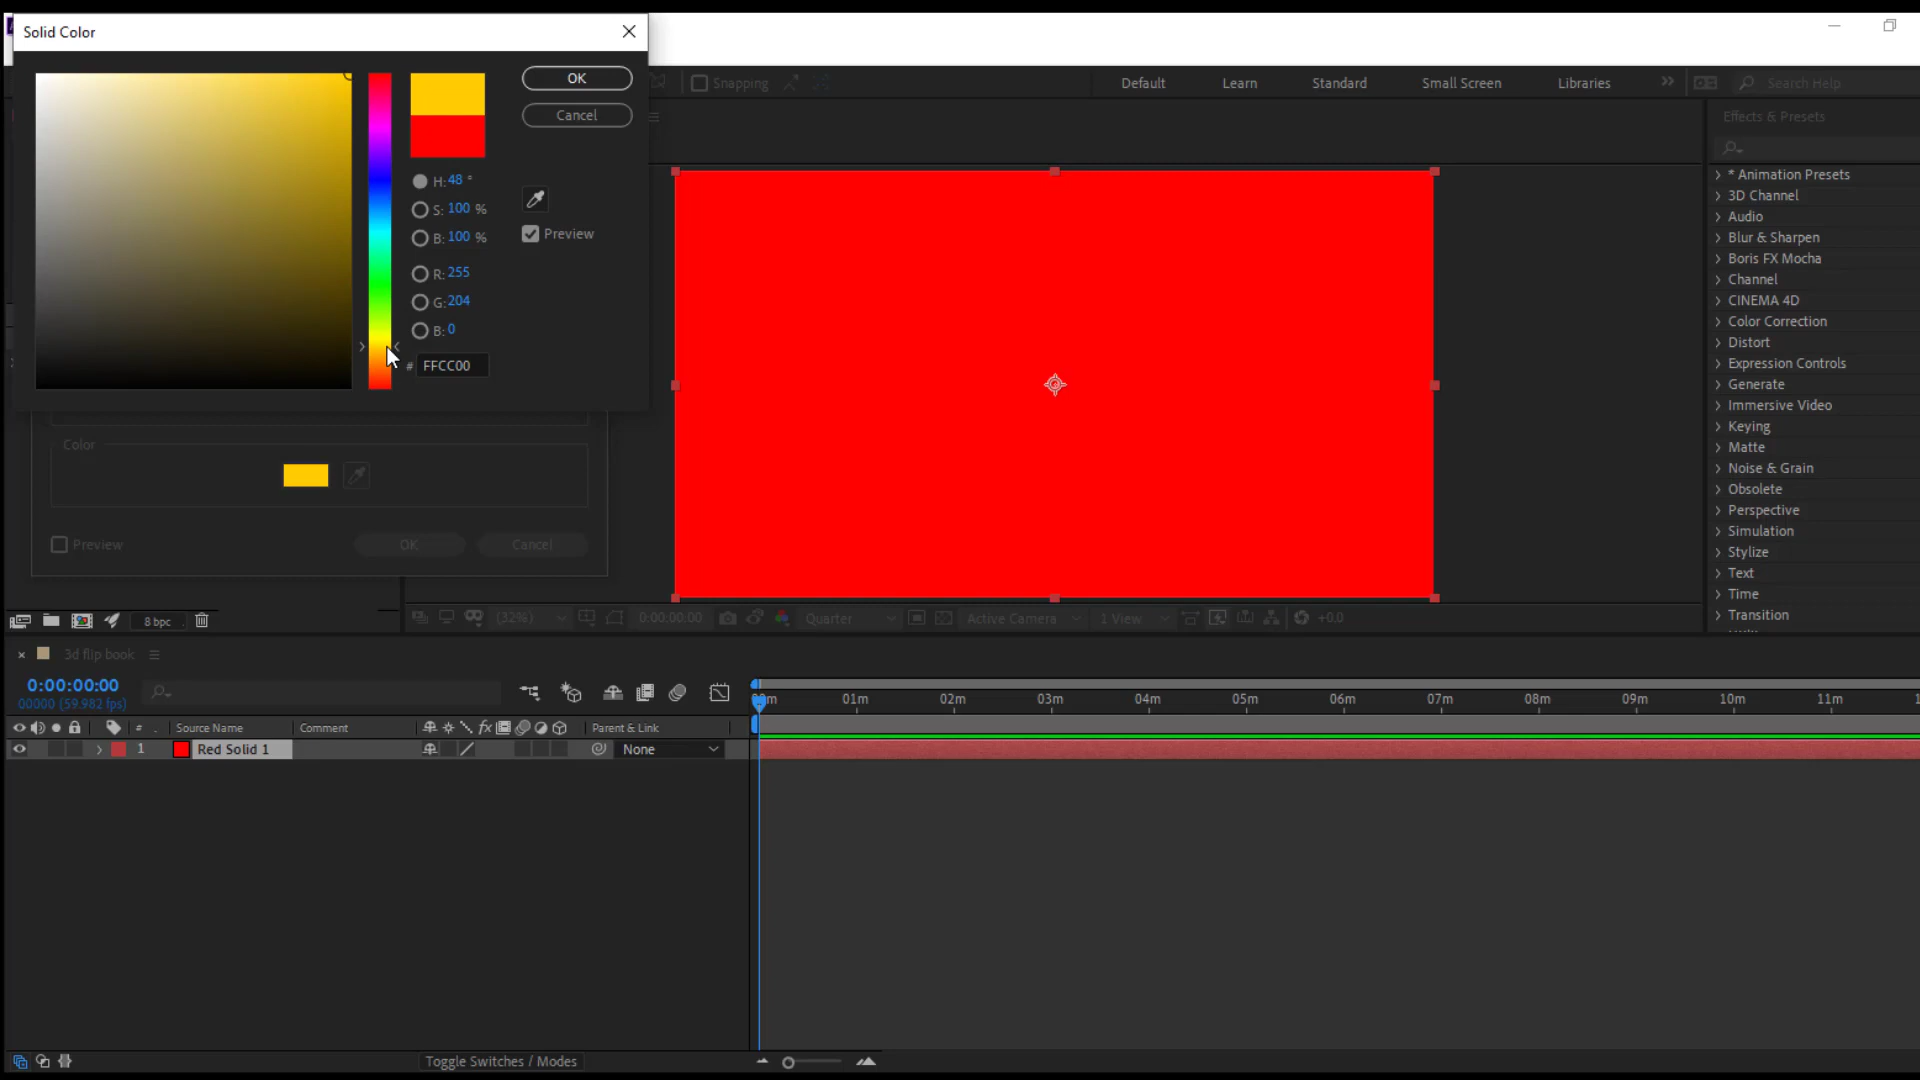 Solid Color
OK
Cancel
H: 48 °
S: 100 %
B: 100 %
Preview
R: 255
G: 204
B: 0
# FFCC00
Color
Preview
OK
Cancel
Snapping
Default
Learn
Standard
Small Screen
Libraries
Search Help
Effects & Presets
* Animation Presets
3D Channel
Audio
Blur & Sharpen
Boris FX Mocha
Channel
CINEMA 4D
Color Correction
Distort
Expression Controls
Generate
Immersive Video
Keying
Matte
Noise & Grain
Obsolete
Perspective
Simulation
Stylize
Text
Time
Transition
8 bpc
(32%)
0:00:00:00
Quarter
Active Camera
1 View
+0.0
3d flip book
0:00:00:00
00000 (59.982 fps)
01m
02m
03m
04m
05m
06m
07m
08m
09m
10m
11m
#
Source Name
Comment
fx
Parent & Link
1
Red Solid 1
None
Toggle Switches / Modes